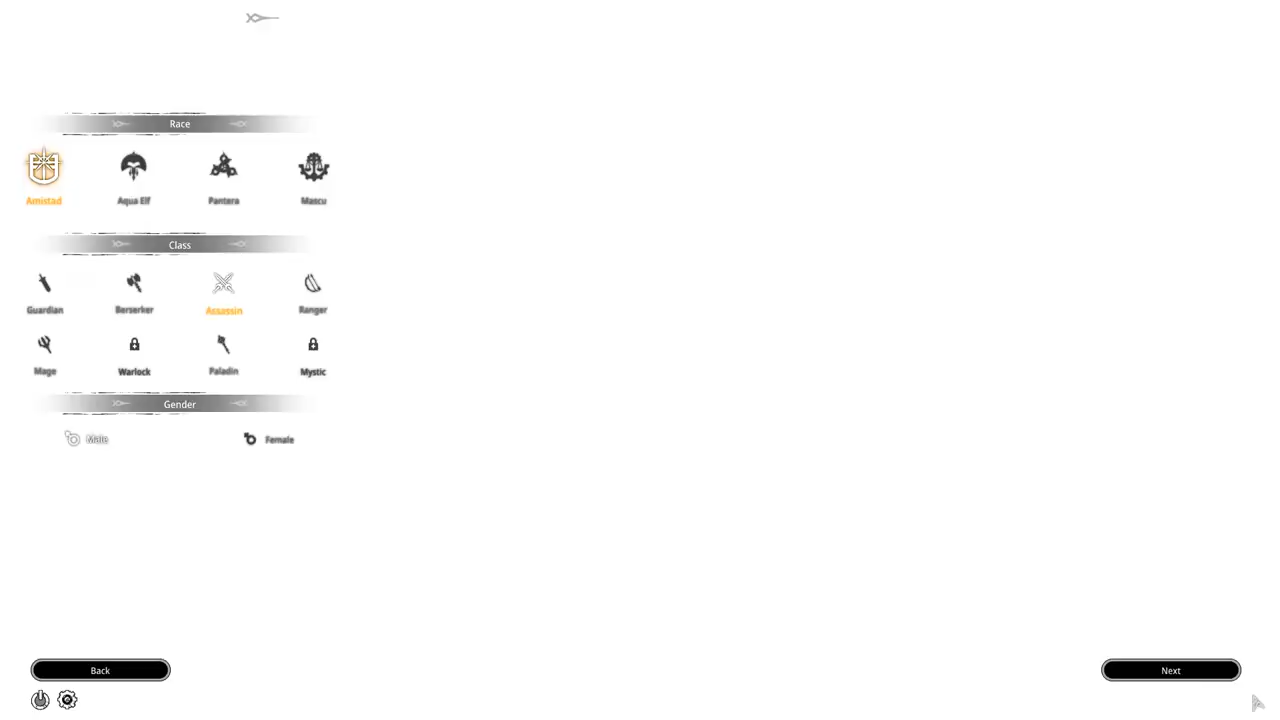 Race
Amistad Aqua Elf Pantera Mascu
Class
Guardian Berserker Assassin Ranger
Mage Warlock Paladin Mystic
Gender
Male Female
Back Next